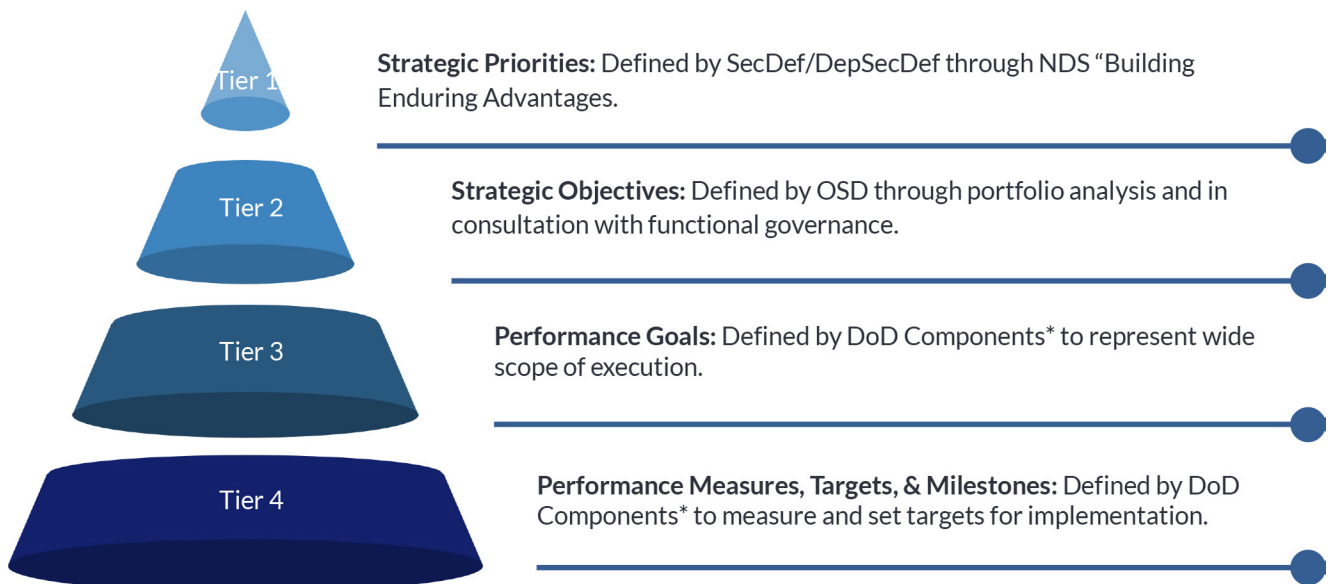 Tier 1
Strategic Priorities: Defined by SecDef/DepSecDef through NDS “Building
Enduring Advantages.
Tier 2
Strategic Objectives: Defined by OSD through portfolio analysis and in
consultation with functional governance.
Tier 3
Performance Goals: Defined by DoD Components* to represent wide
scope of execution.
Tier 4
Performance Measures, Targets, & Milestones: Defined by DoD
Components* to measure and set targets for implementation.